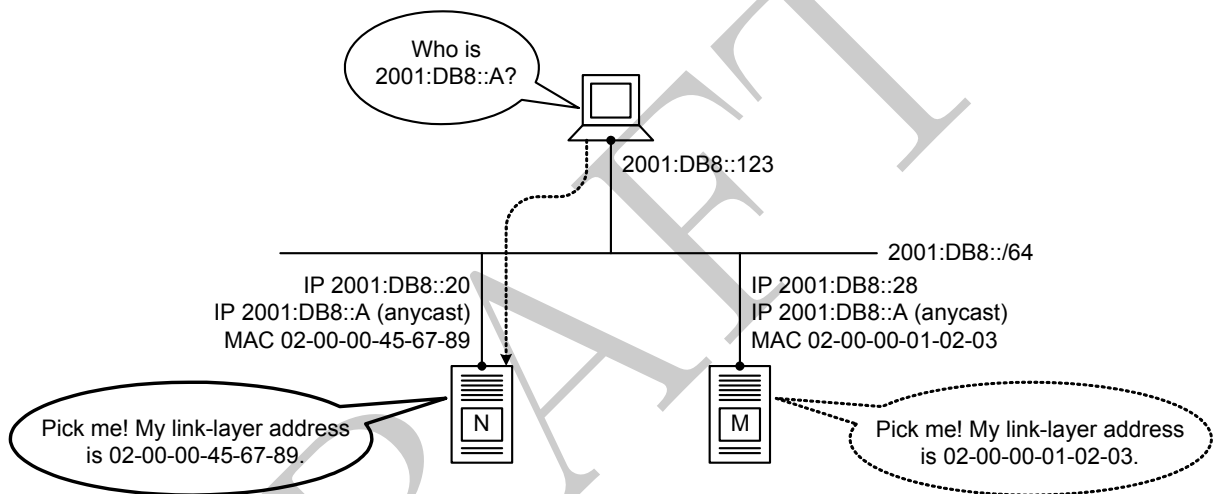 Who is
2001:DB8::A?
2001:DB8::123
2001:DB8::/64
IP 2001:DB8::20
IP 2001:DB8::A (anycast)
MAC 02-00-00-45-67-89
IP 2001:DB8::28
IP 2001:DB8::A (anycast)
MAC 02-00-00-01-02-03
Pick me! My link-layer address
is 02-00-00-45-67-89.
N
M
Pick me! My link-layer address
is 02-00-00-01-02-03.
DRAFT